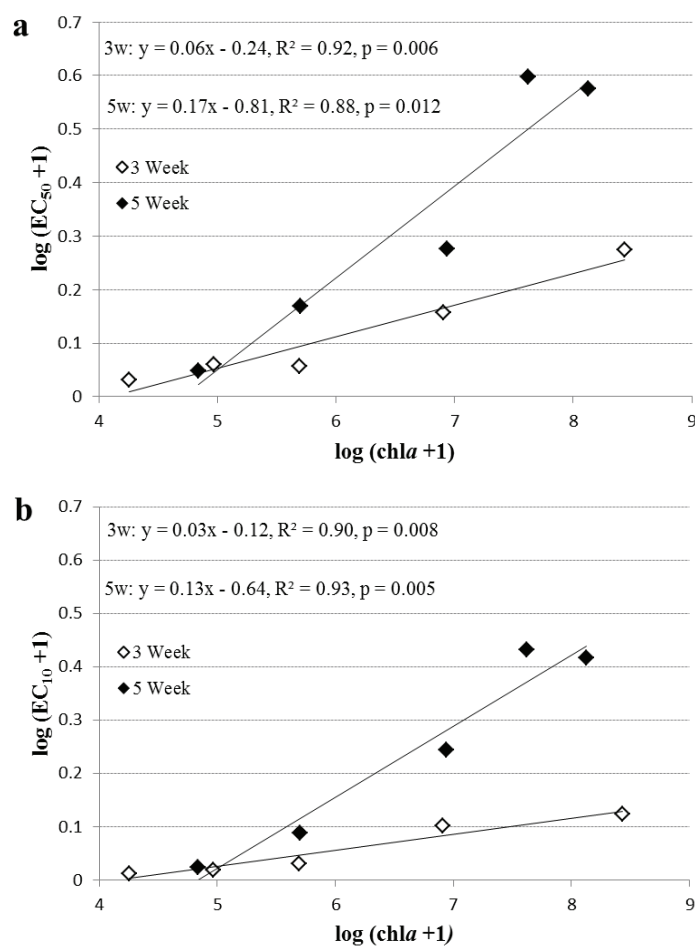 a
0.7
3w: y = 0.06x - 0.24, R² = 0.92, p = 0.006
0.6
5w: y = 0.17x - 0.81, R² = 0.88, p = 0.012
0.5
3 Week
0.4
5 Week
0.3
0.2
0.1
0
log (EC₅₀ +1)
4 5 6 7 8 9
log (chla +1)
b
0.7
3w: y = 0.03x - 0.12, R² = 0.90, p = 0.008
0.6
5w: y = 0.13x - 0.64, R² = 0.93, p = 0.005
0.5
3 Week
0.4
5 Week
0.3
0.2
0.1
0
log (EC₁₀ +1)
4 5 6 7 8 9
log (chla +1)